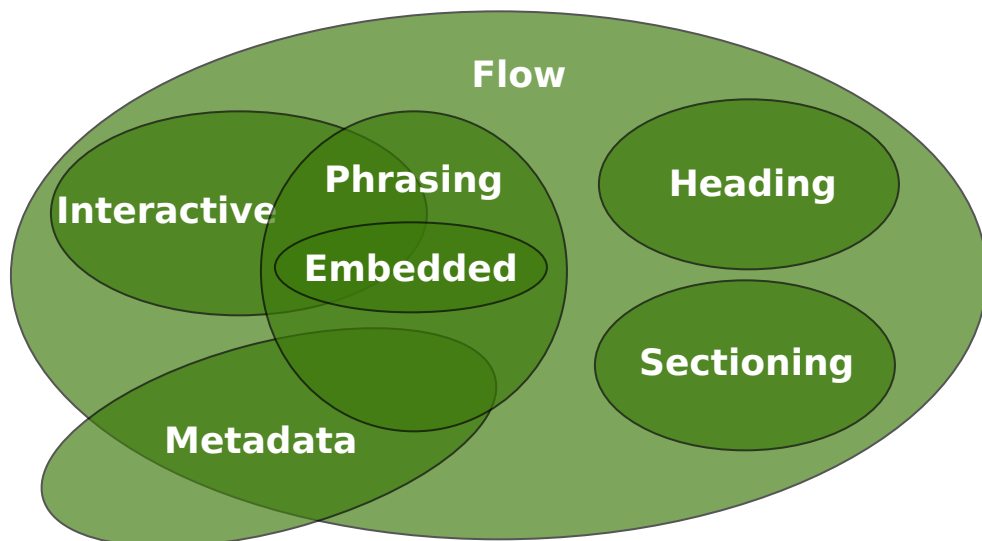 Flow
Phrasing
Heading
Interactive
Embedded
Sectioning
Metadata